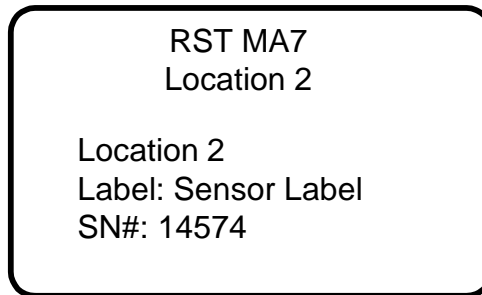 RST MA7
Location 2
Location 2
Label: Sensor Label
SN#: 14574